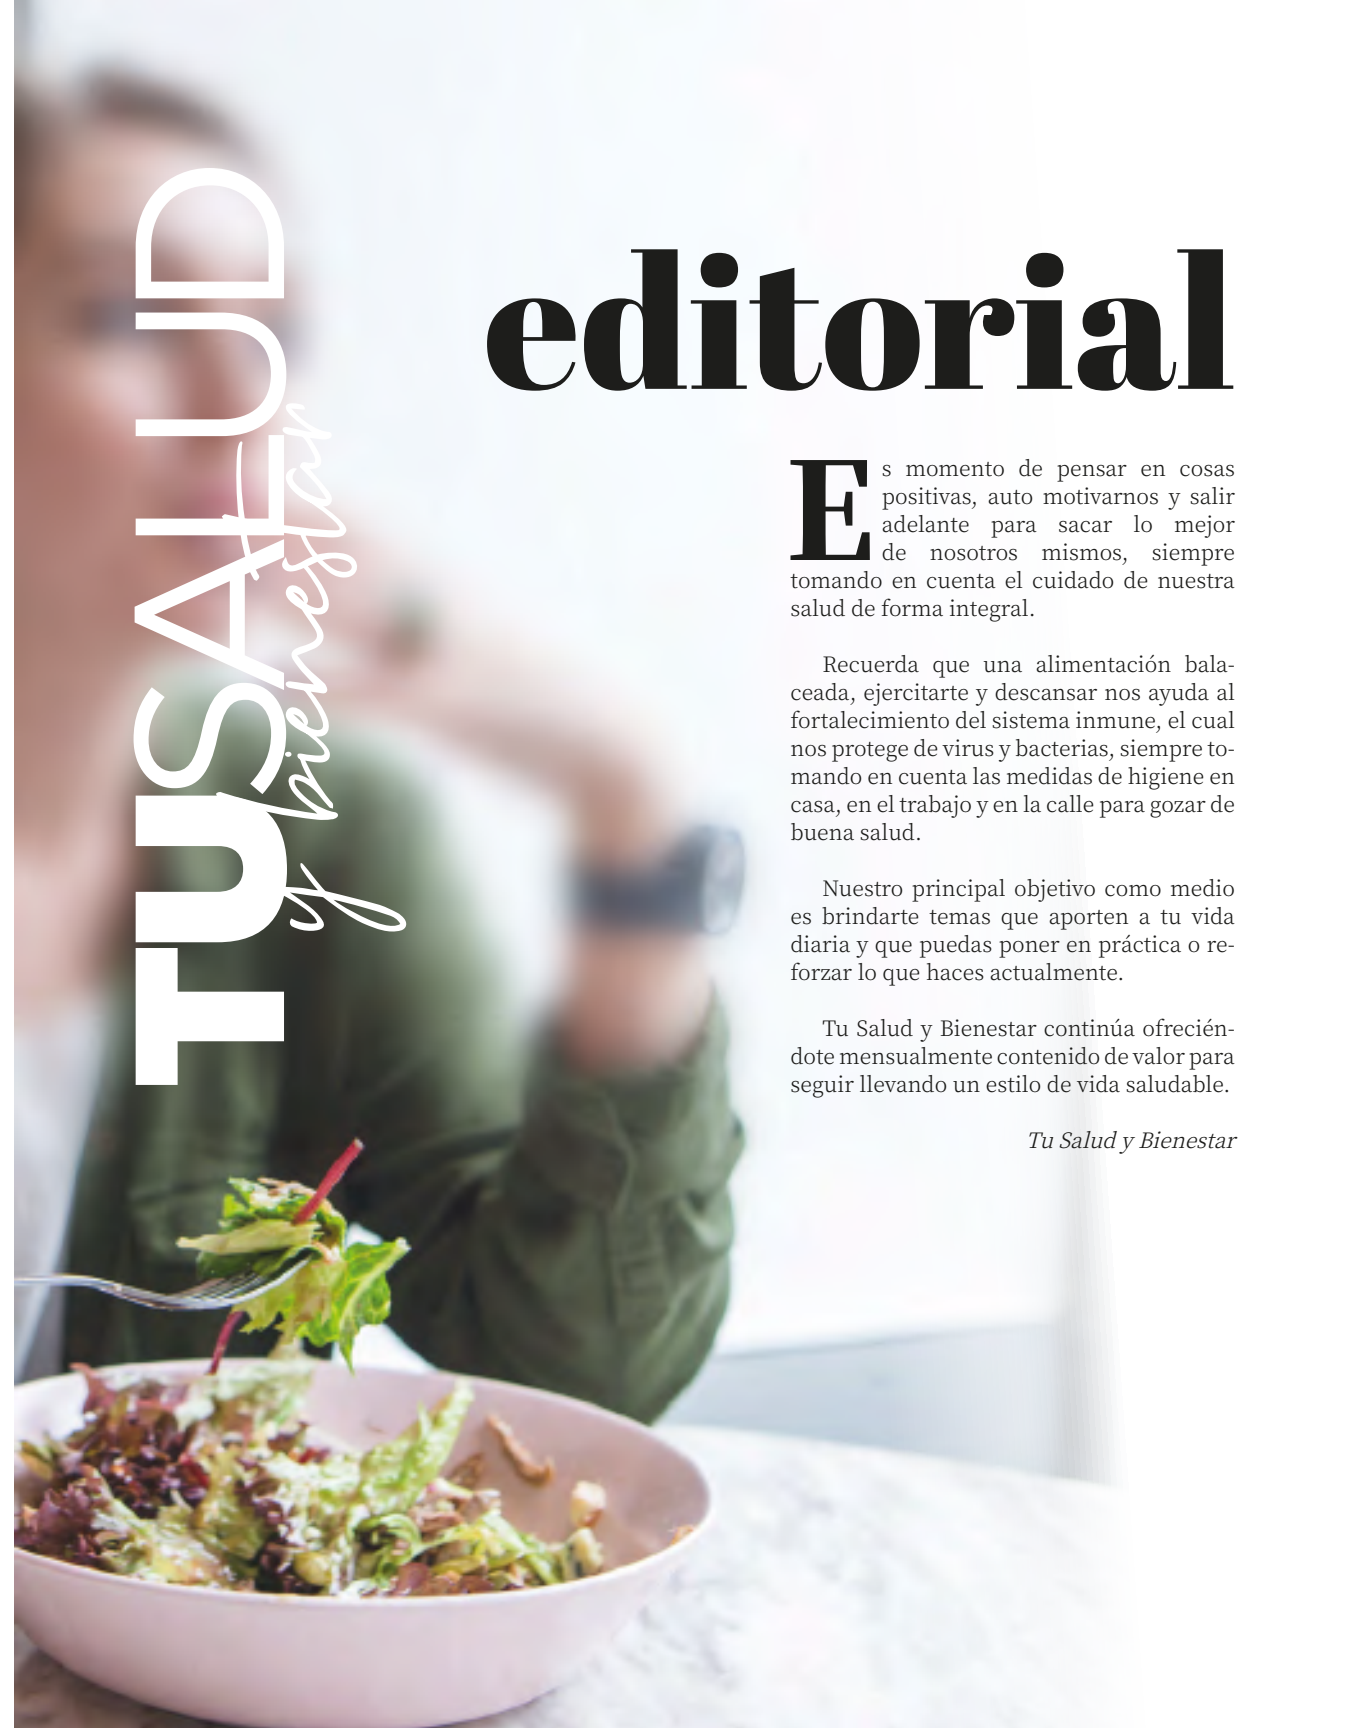 TUSALUD
y bienestar
editorial
Es momento de pensar en cosas
positivas, auto motivarnos y salir
adelante para sacar lo mejor
de nosotros mismos, siempre
tomando en cuenta el cuidado de nuestra
salud de forma integral.
Recuerda que una alimentación bala-
ceada, ejercitarte y descansar nos ayuda al
fortalecimiento del sistema inmune, el cual
nos protege de virus y bacterias, siempre to-
mando en cuenta las medidas de higiene en
casa, en el trabajo y en la calle para gozar de
buena salud.
Nuestro principal objetivo como medio
es brindarte temas que aporten a tu vida
diaria y que puedas poner en práctica o re-
forzar lo que haces actualmente.
Tu Salud y Bienestar continúa ofrecién-
dote mensualmente contenido de valor para
seguir llevando un estilo de vida saludable.
Tu Salud y Bienestar